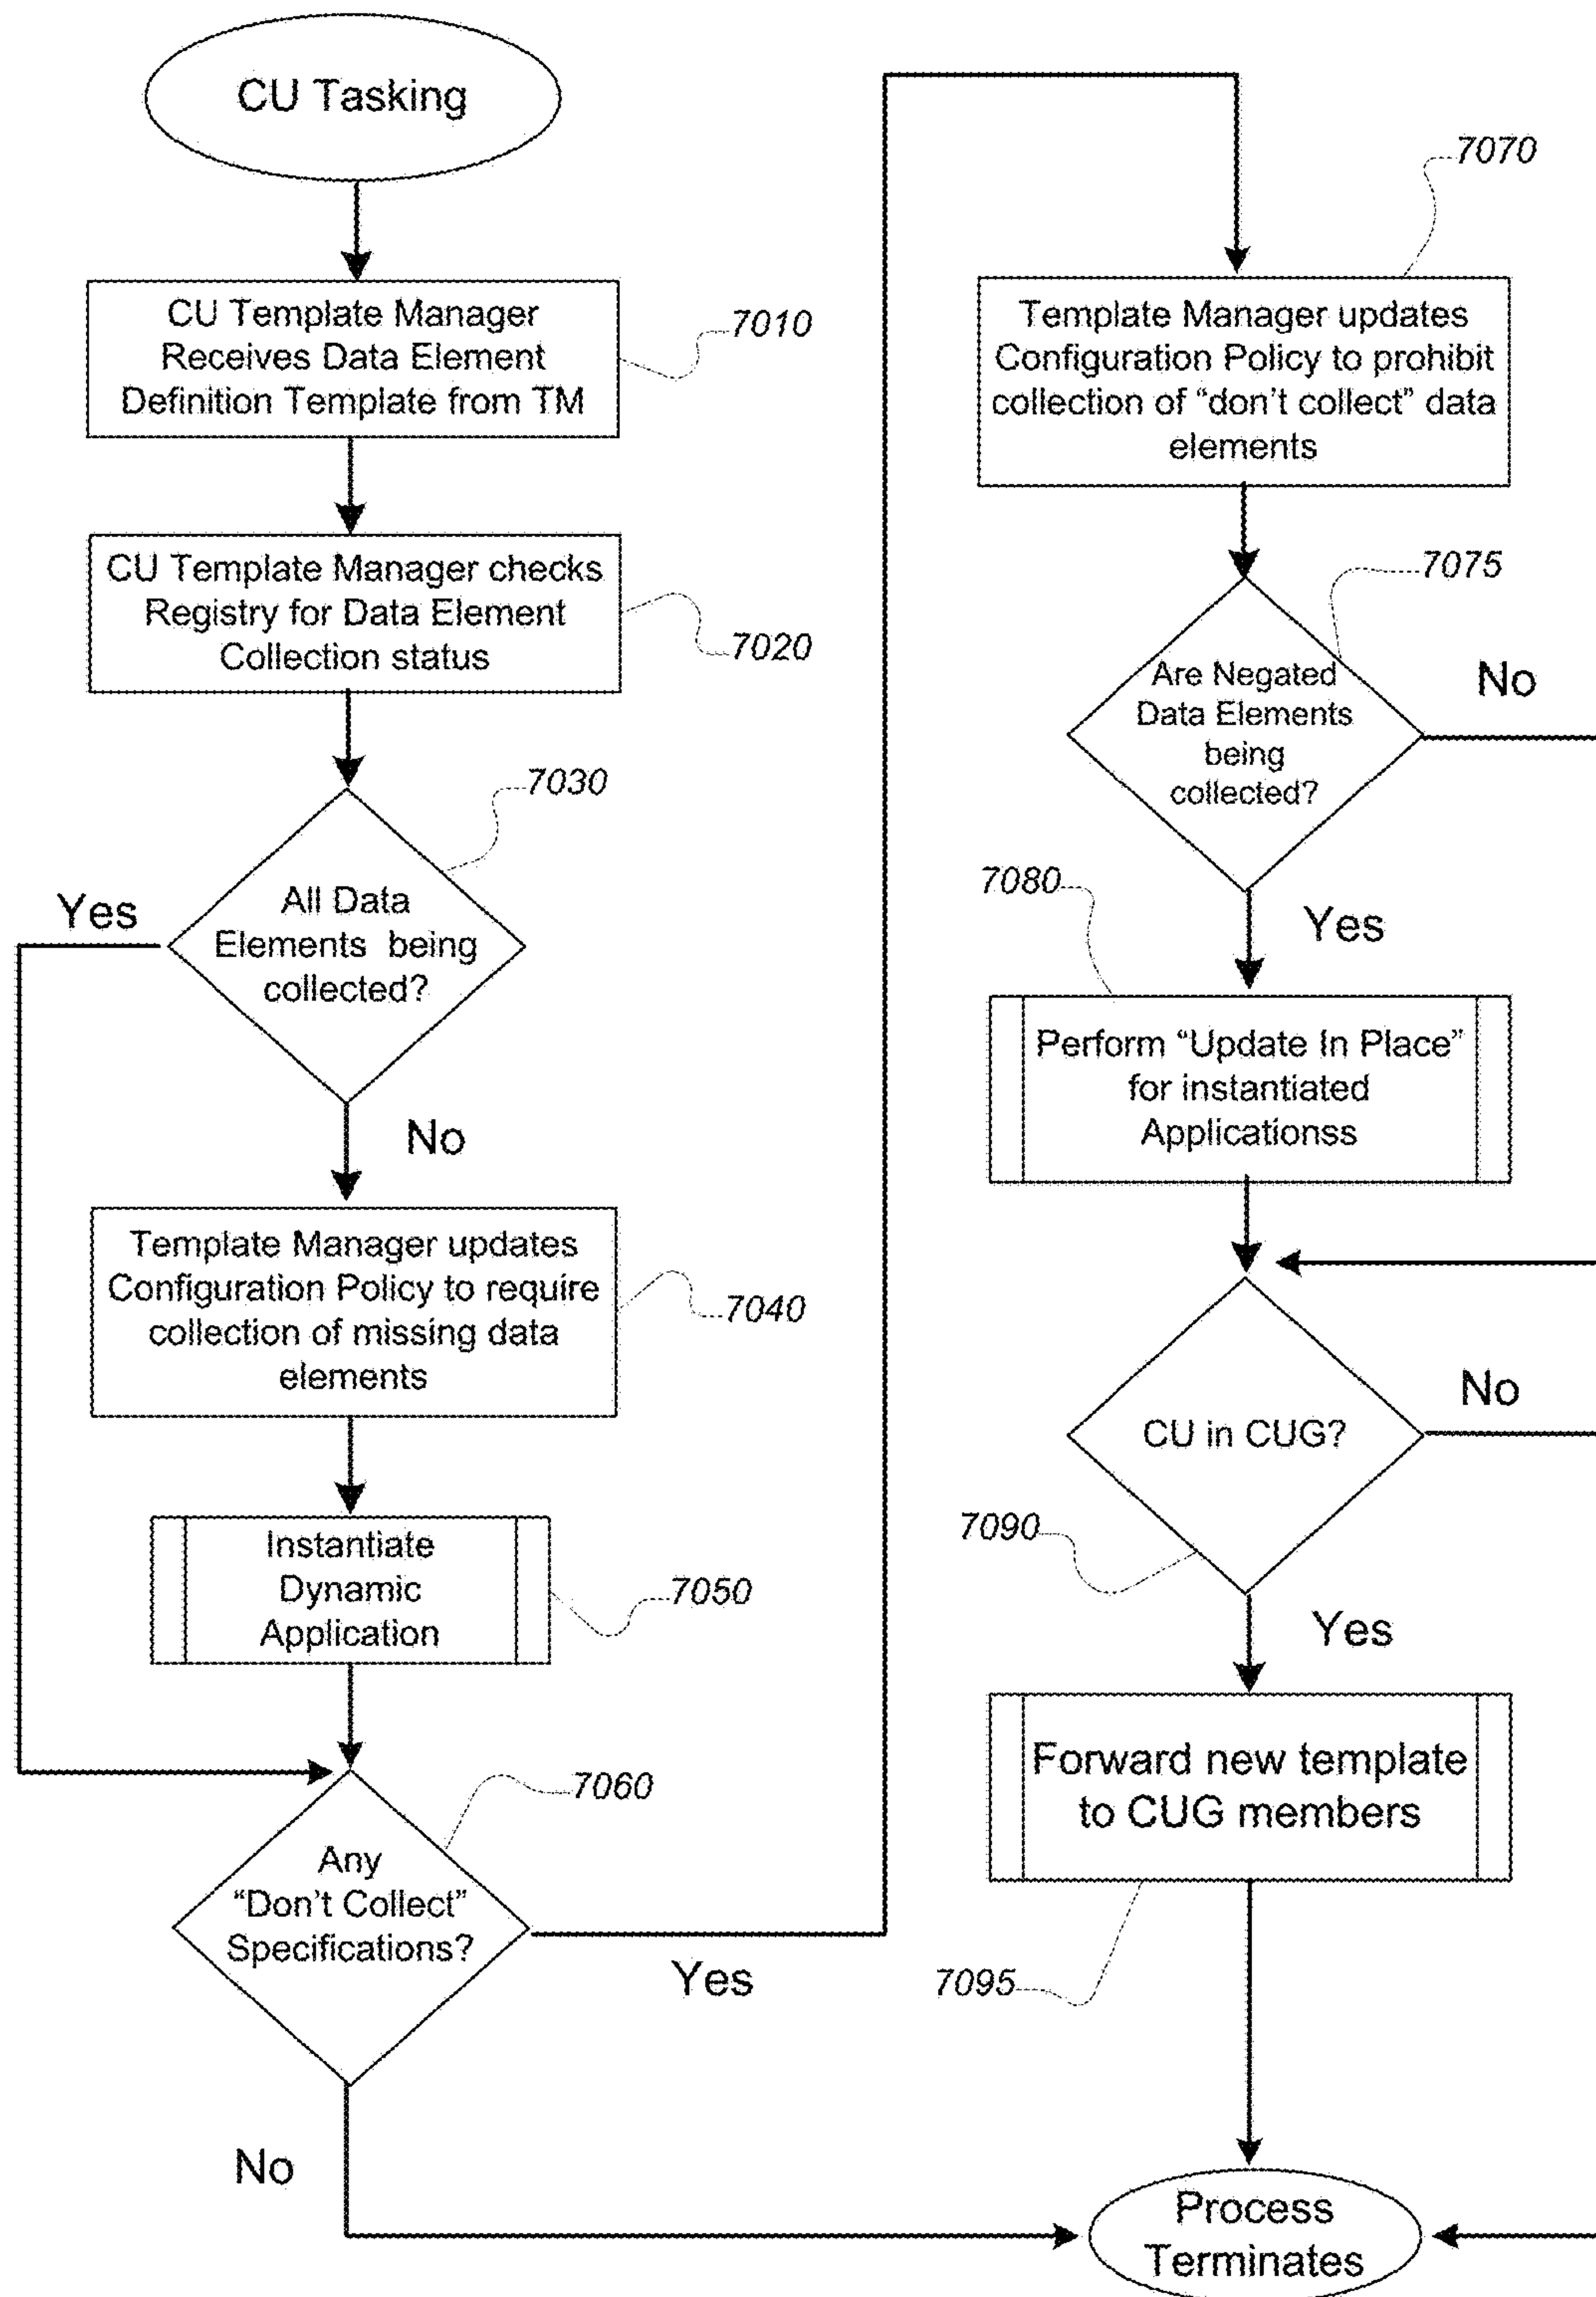 CU Tasking
CU Template Manager
Receives Data Element
Definition Template from TM
7010
CU Template Manager checks
Registry for Data Element
Collection status
7020
7030
All Data
Elements being
collected?
Yes
No
Template Manager updates
Configuration Policy to require
collection of missing data
elements
7040
Instantiate
Dynamic
Application
7050
7060
Any
“Don’t Collect”
Specifications?
Yes
No
7070
Template Manager updates
Configuration Policy to prohibit
collection of “don’t collect” data
elements
7075
Are Negated
Data Elements
being
collected?
No
Yes
7080
Perform “Update In Place”
for instantiated
Applicationss
CU in CUG?
No
7090
Yes
Forward new template
to CUG members
7095
Process
Terminates